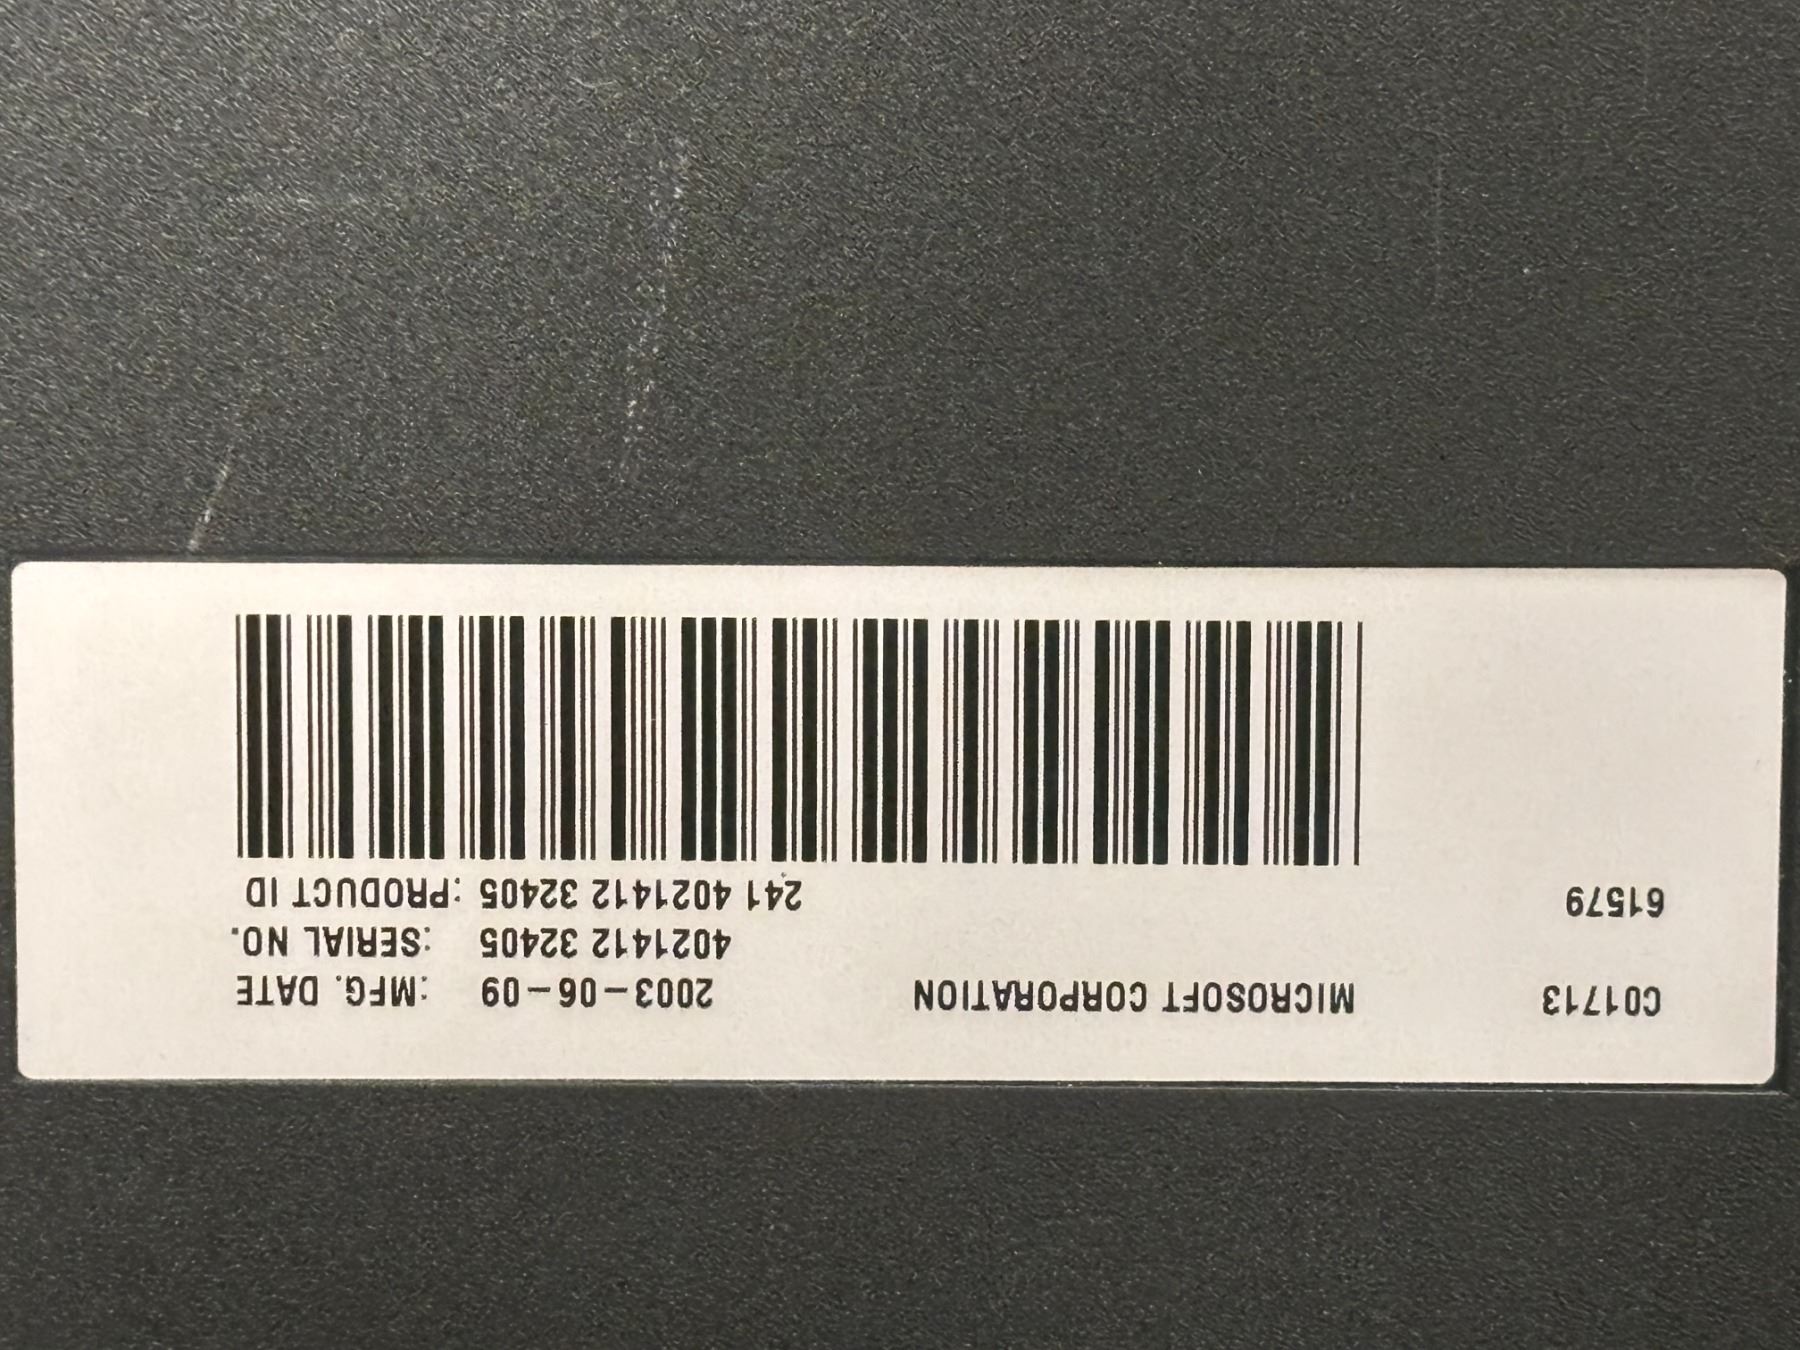 C01713 MICROSOFT CORPORATION 2003-06-09 :MFG. DATE
4021412 32405 :SERIAL NO.
61579 241 4021412 32405 :PRODUCT ID